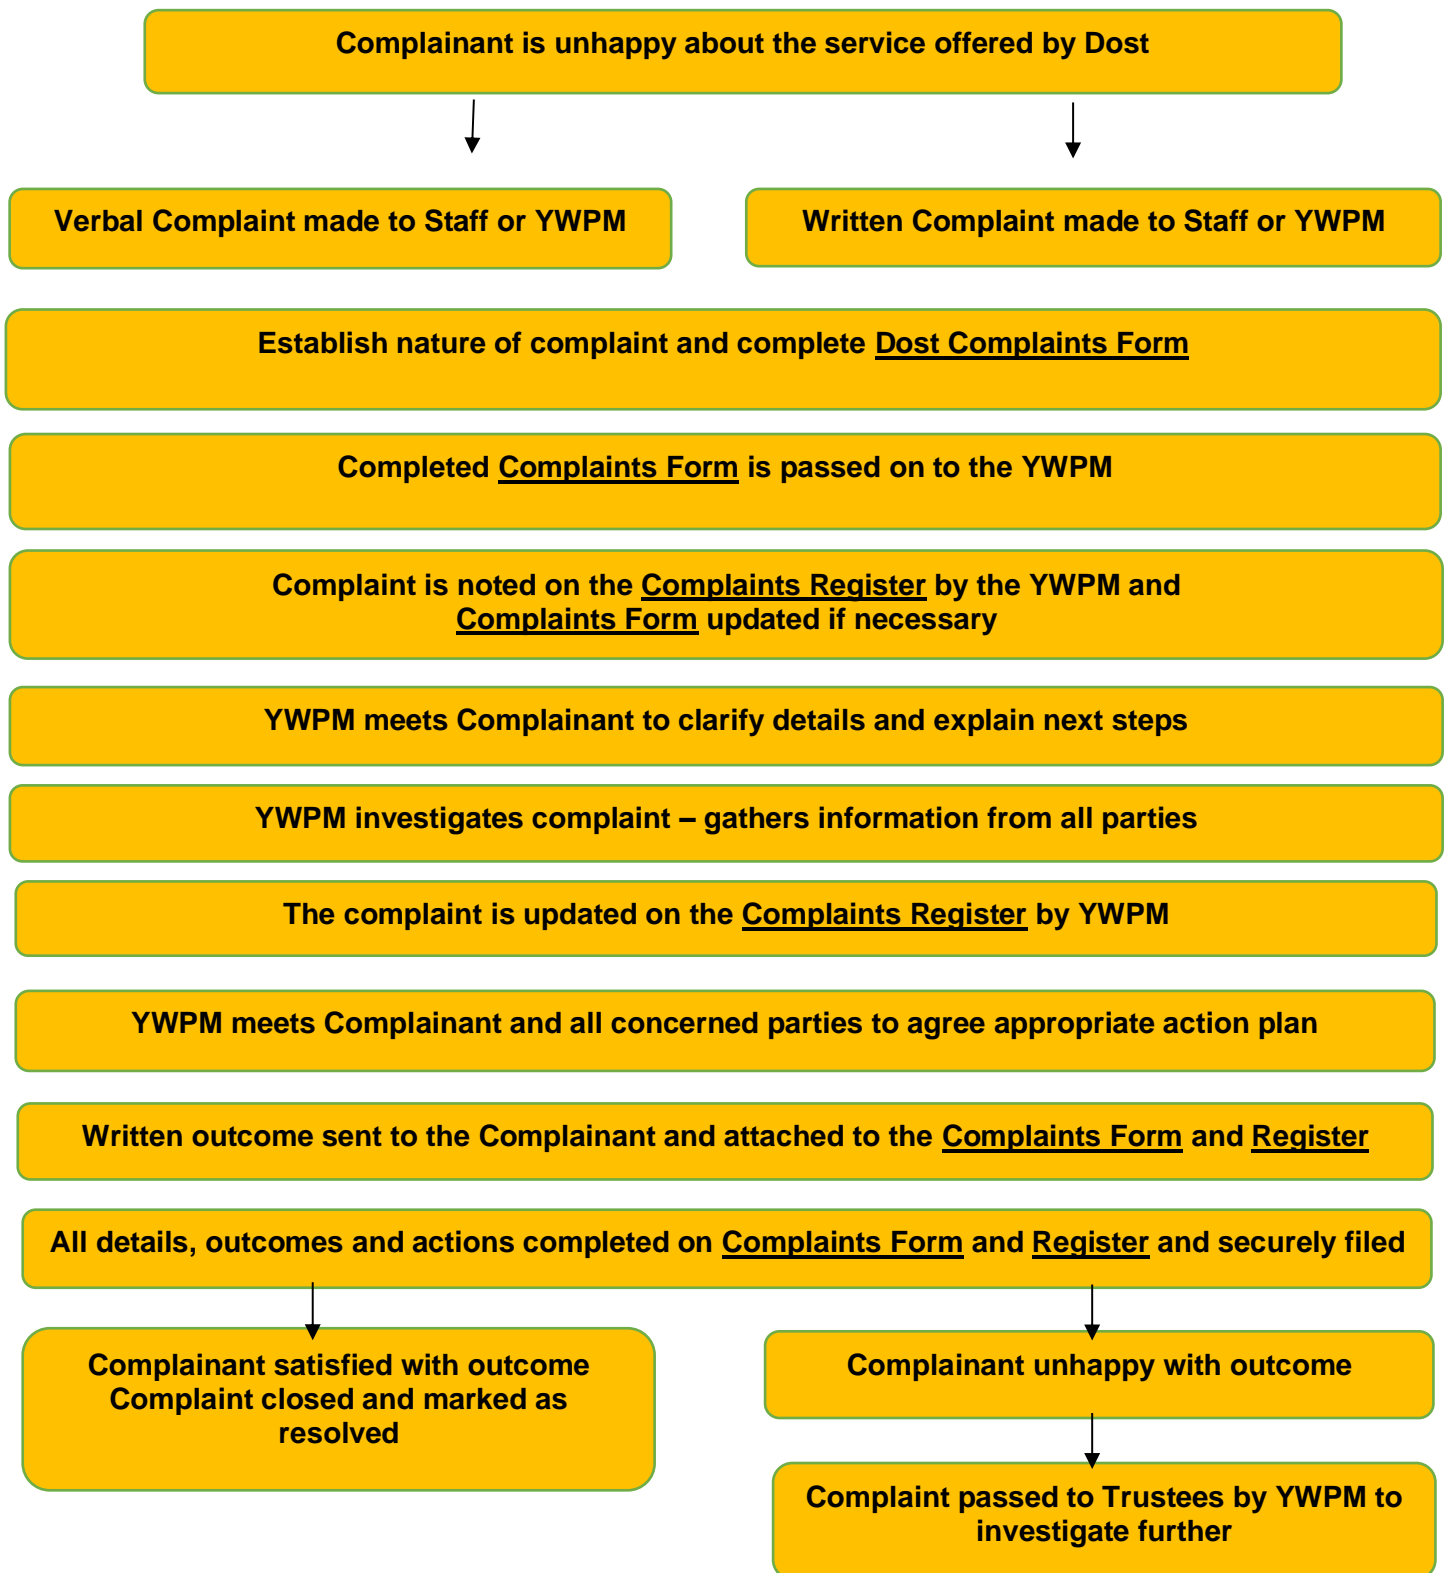 Complainant is unhappy about the service offered by Dost
Verbal Complaint made to Staff or YWPM
Written Complaint made to Staff or YWPM
Establish nature of complaint and complete Dost Complaints Form
Completed Complaints Form is passed on to the YWPM
Complaint is noted on the Complaints Register by the YWPM and
Complaints Form updated if necessary
YWPM meets Complainant to clarify details and explain next steps
YWPM investigates complaint – gathers information from all parties
The complaint is updated on the Complaints Register by YWPM
YWPM meets Complainant and all concerned parties to agree appropriate action plan
Written outcome sent to the Complainant and attached to the Complaints Form and Register
All details, outcomes and actions completed on Complaints Form and Register and securely filed
Complainant satisfied with outcome
Complaint closed and marked as
resolved
Complainant unhappy with outcome
Complaint passed to Trustees by YWPM to
investigate further